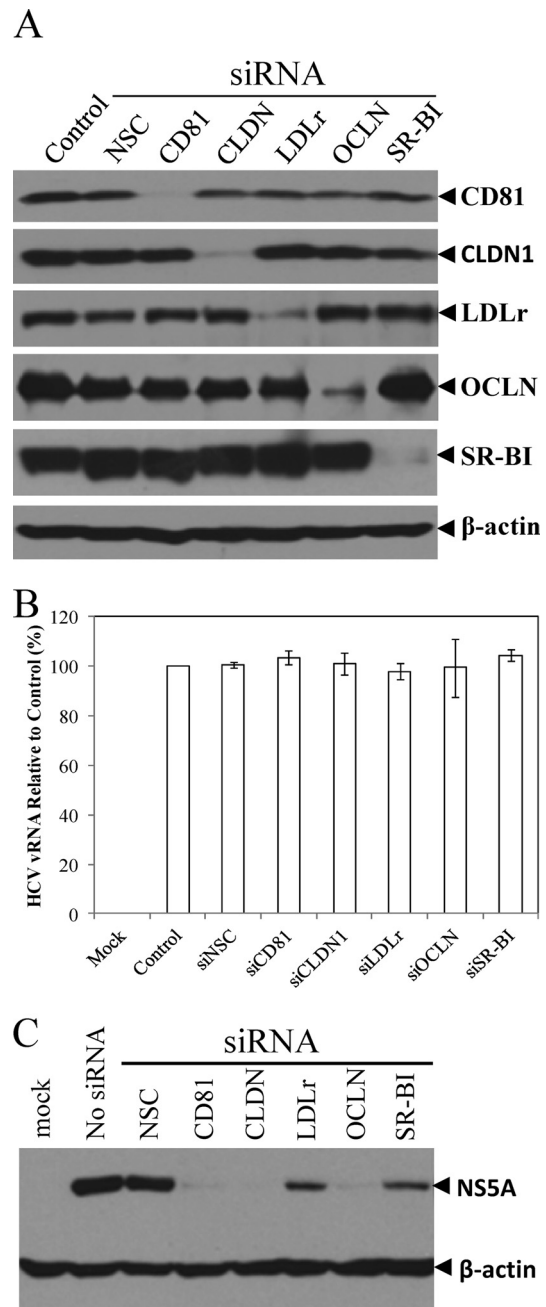 A
siRNA
Control NSC CD81 CLDN LDLr OCLN SR-BI
CD81
CLDN1
LDLr
OCLN
SR-BI
β-actin
B
HCV vRNA Relative to Control (%)
120
100
80
60
40
20
0
Mock Control siNSC siCD81 siCLDN1 siLDLr siOCLN siSR-BI
C
siRNA
mock No siRNA NSC CD81 CLDN LDLr OCLN SR-BI
NS5A
β-actin